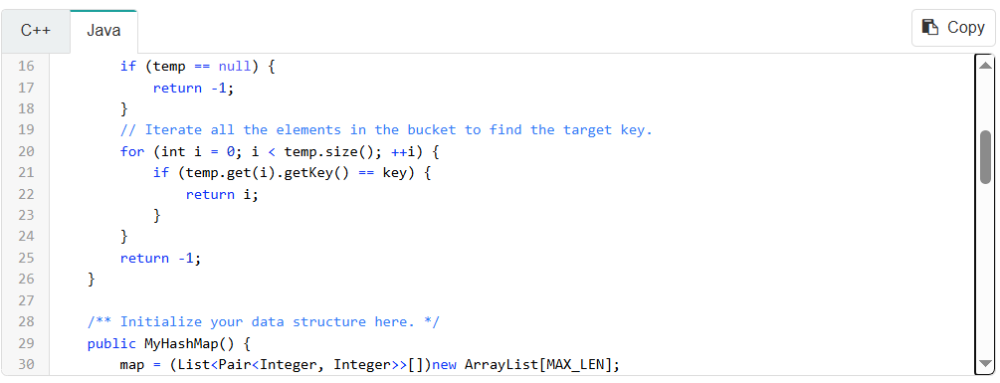 C++
Java
Copy
16 if (temp == null) {
17 return -1;
18 }
19 // Iterate all the elements in the bucket to find the target key.
20 for (int i = 0; i < temp.size(); ++i) {
21 if (temp.get(i).getKey() == key) {
22 return i;
23 }
24 }
25 return -1;
26 }
27
28 /** Initialize your data structure here. */
29 public MyHashMap() {
30 map = (List<Pair<Integer, Integer>>[])new ArrayList[MAX_LEN];